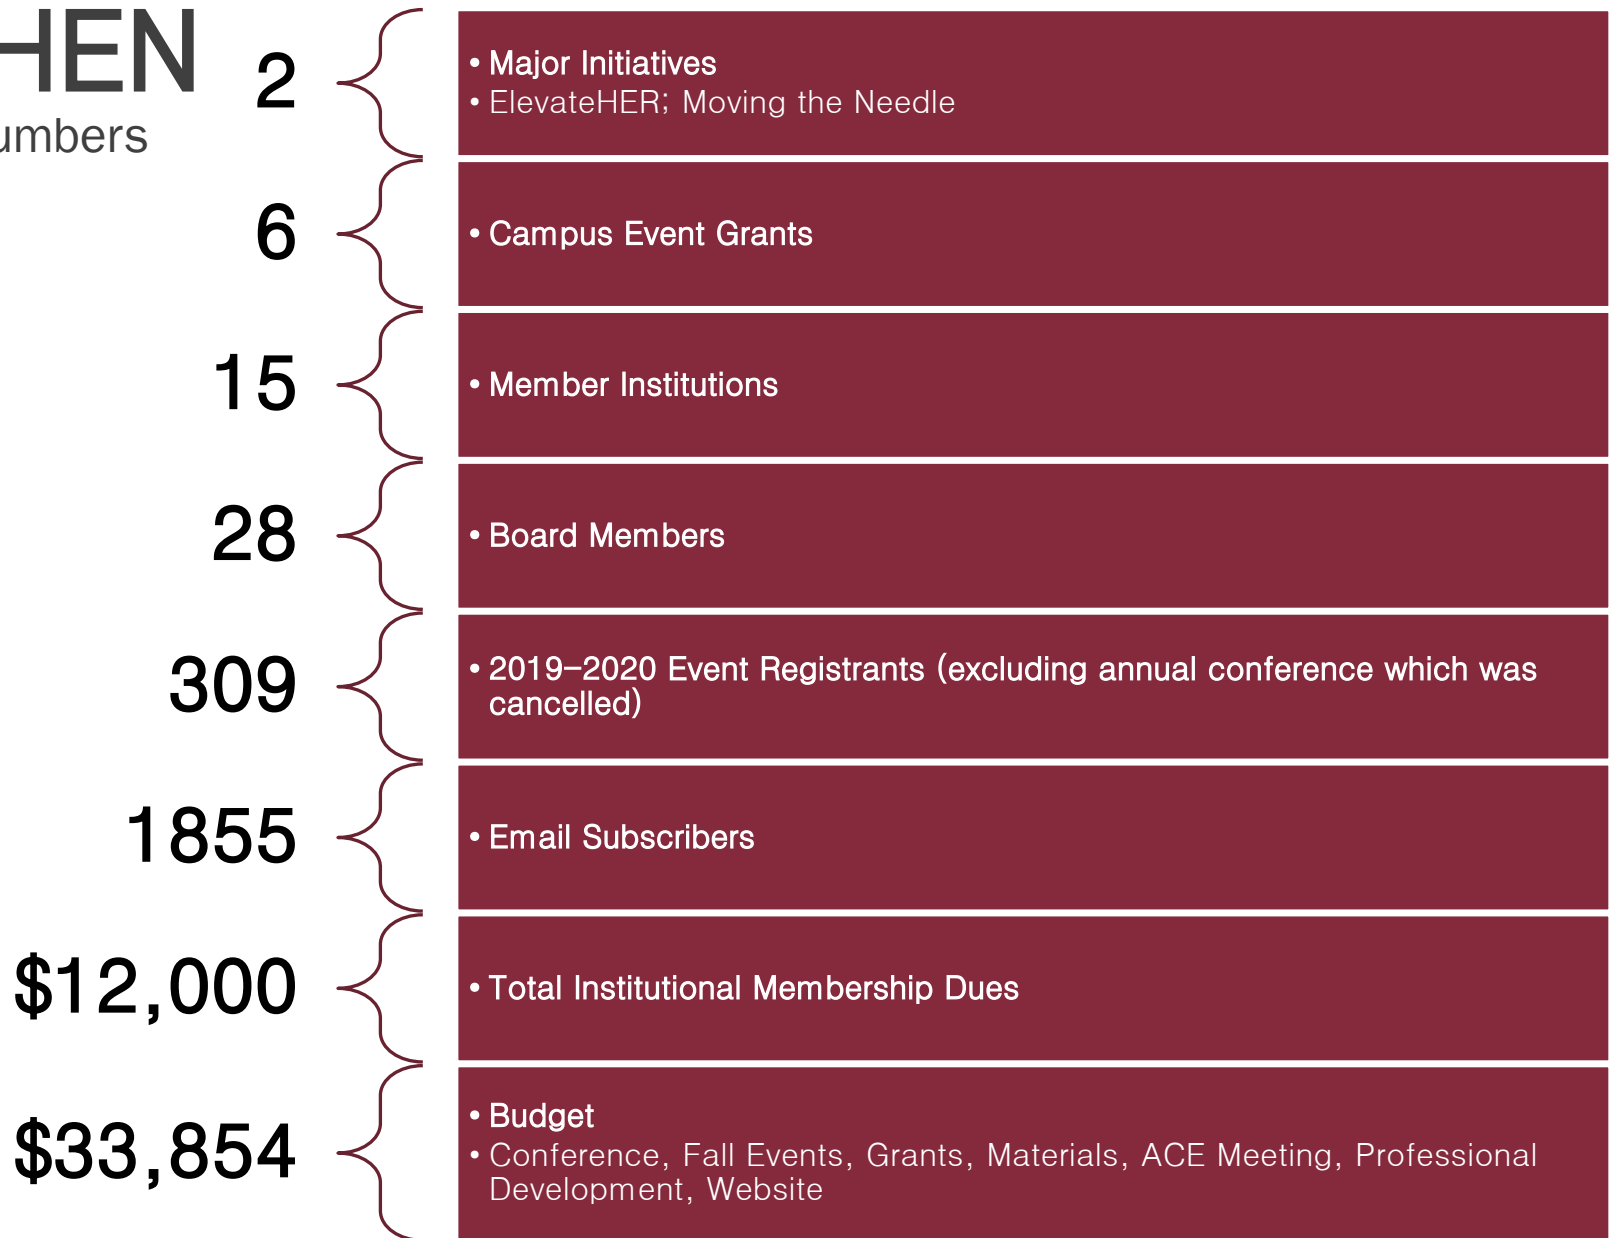 HEN
umbers
2
• Major Initiatives
• ElevateHER; Moving the Needle
6
• Campus Event Grants
15
• Member Institutions
28
• Board Members
309
• 2019-2020 Event Registrants (excluding annual conference which was
cancelled)
1855
• Email Subscribers
$12,000
• Total Institutional Membership Dues
$33,854
• Budget
• Conference, Fall Events, Grants, Materials, ACE Meeting, Professional
Development, Website